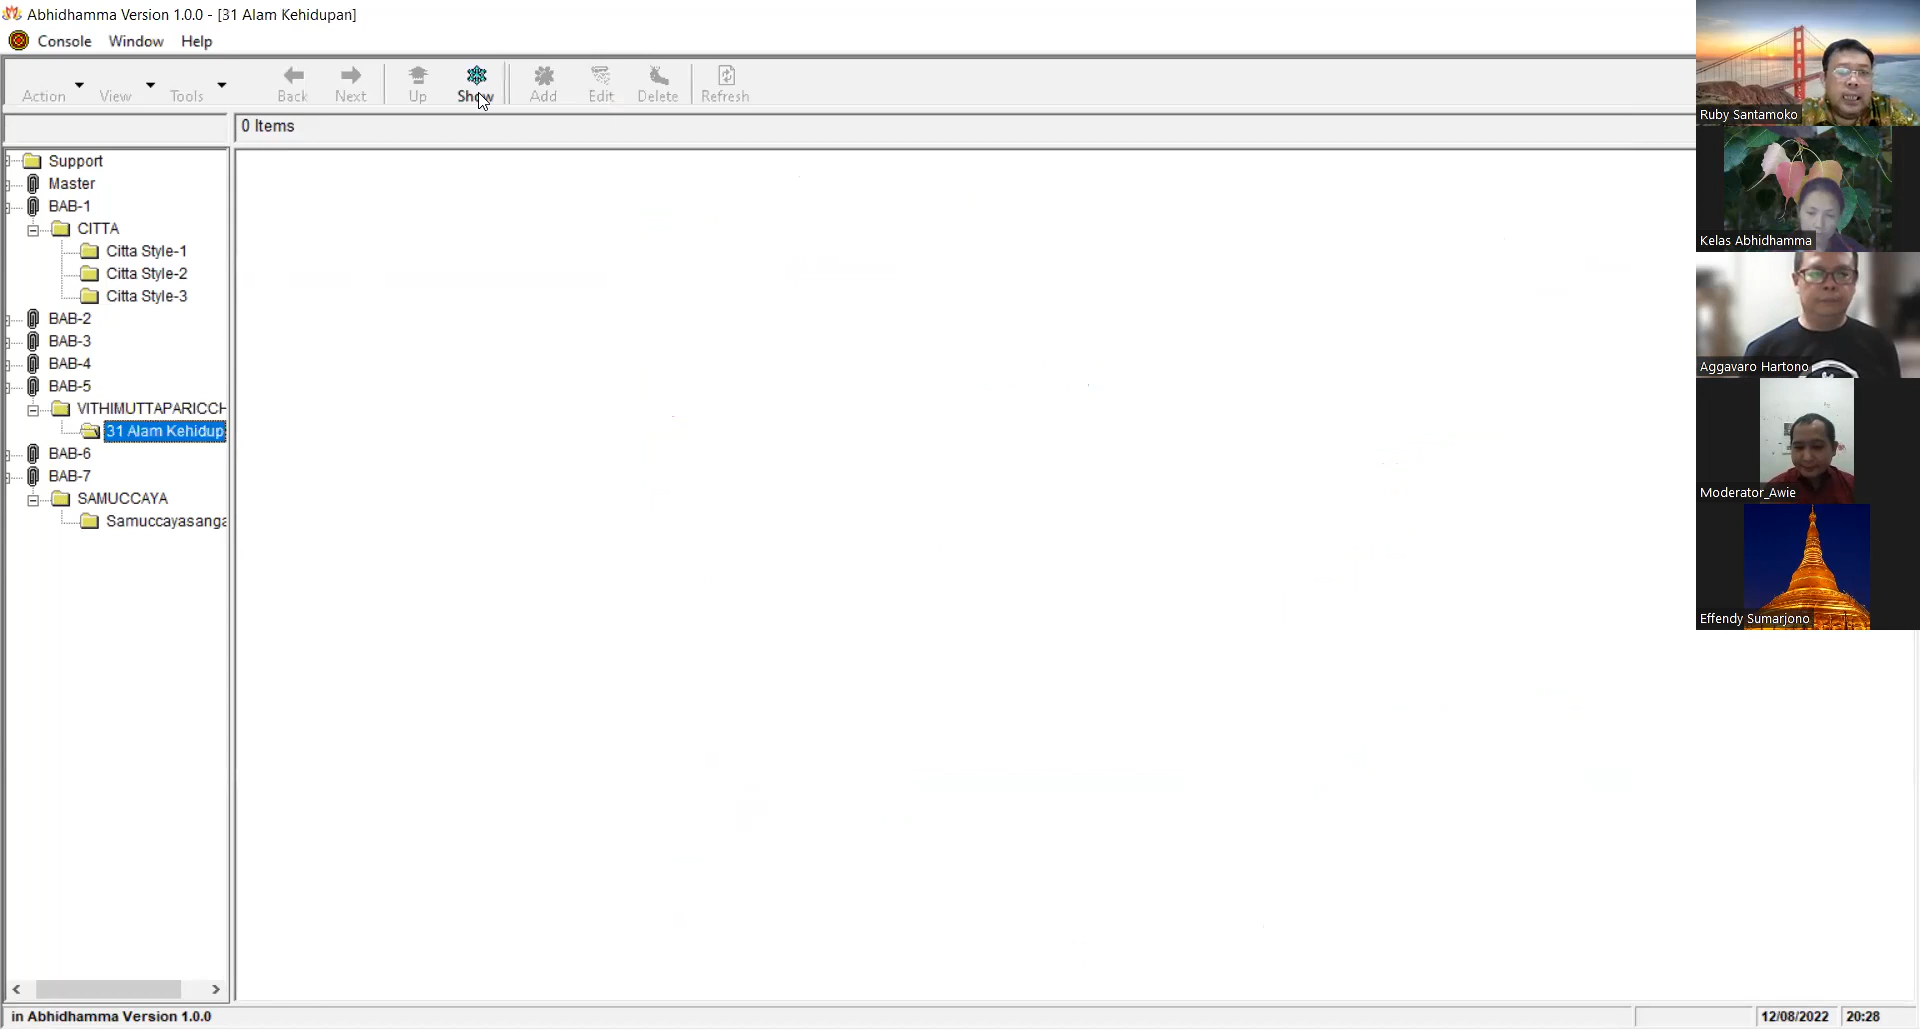 Abhidhamma Version 1.0.0 - [31 Alam Kehidupan]
Console Window Help
Action View Tools Back Next Up Show Add Edit Delete Refresh
0 Items
Support
Master
BAB-1
CITTA
Citta Style-1
Citta Style-2
Citta Style-3
BAB-2
BAB-3
BAB-4
BAB-5
VITHIMUTTAPARICCH
31 Alam Kehidup
BAB-6
BAB-7
SAMUCCAYA
Samuccayasanga
in Abhidhamma Version 1.0.0
12/08/2022 20:28
Ruby Santamoko
Kelas Abhidhamma
Aggavaro Hartono
Moderator_Awie
Effendy Sumarjono